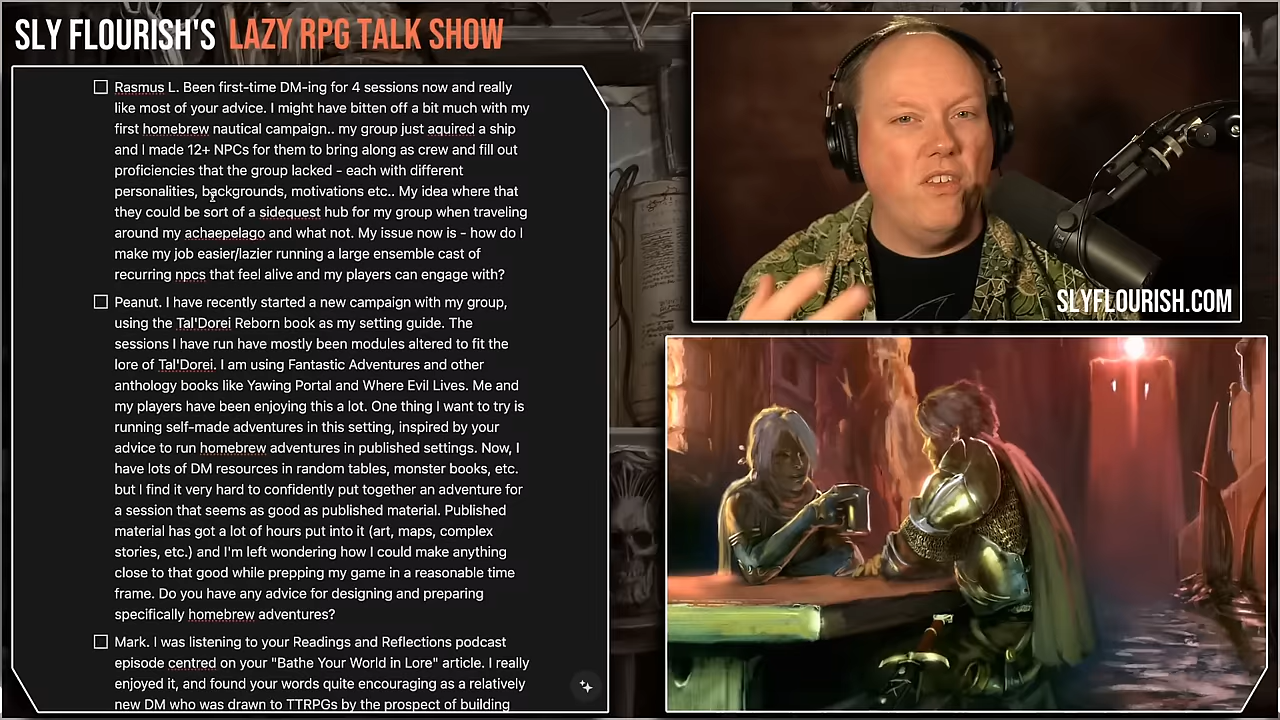 SLY FLOURISH'S LAZY RPG TALK SHOW
Rasmus L. Been first-time DM-ing for 4 sessions now and really
like most of your advice. I might have bitten off a bit much with my
first homebrew nautical campaign.. my group just aquired a ship
and I made 12+ NPCs for them to bring along as crew and fill out
proficiencies that the group lacked - each with different
personalities, backgrounds, motivations etc.. My idea where that
they could be sort of a sidequest hub for my group when traveling
around my achaepelago and what not. My issue now is - how do I
make my job easier/lazier running a large ensemble cast of
recurring npcs that feel alive and my players can engage with?
Peanut. I have recently started a new campaign with my group,
using the Tal'Dorei Reborn book as my setting guide. The
sessions I have run have mostly been modules altered to fit the
lore of Tal'Dorei. I am using Fantastic Adventures and other
anthology books like Yawing Portal and Where Evil Lives. Me and
my players have been enjoying this a lot. One thing I want to try is
running self-made adventures in this setting, inspired by your
advice to run homebrew adventures in published settings. Now, I
have lots of DM resources in random tables, monster books, etc.
but I find it very hard to confidently put together an adventure for
a session that seems as good as published material. Published
material has got a lot of hours put into it (art, maps, complex
stories, etc.) and I'm left wondering how I could make anything
close to that good while prepping my game in a reasonable time
frame. Do you have any advice for designing and preparing
specifically homebrew adventures?
Mark. I was listening to your Readings and Reflections podcast
episode centred on your "Bathe Your World in Lore" article. I really
enjoyed it, and found your words quite encouraging as a relatively
new DM who was drawn to TTRPGs by the prospect of building
SLYFLOURISH.COM